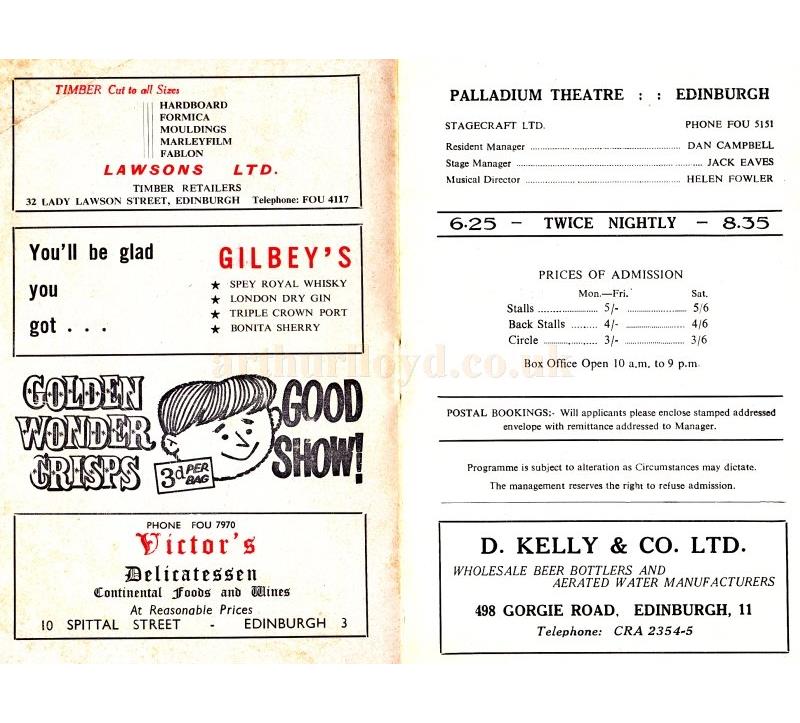 TIMBER Cut to all Sizes
HARDBOARD
FORMICA
MOULDINGS
MARLEYFILM
FABLON
LAWSONS LTD.
TIMBER RETAILERS
32 LADY LAWSON STREET, EDINBURGH Telephone: FOU 4117
You'll be glad
you
got . . .
GILBEY'S
★ SPEY ROYAL WHISKY
★ LONDON DRY GIN
★ TRIPLE CROWN PORT
★ BONITA SHERRY
GOLDEN
WONDER
CRISPS
3d PER
BAG
GOOD
SHOW!
PHONE FOU 7970
Victor's
Delicatessen
Continental Foods and Wines
At Reasonable Prices
10 SPITTAL STREET - EDINBURGH 3
PALLADIUM THEATRE : : EDINBURGH
STAGECRAFT LTD. PHONE FOU 5151
Resident Manager ........ DAN CAMPBELL
Stage Manager ........ JACK EAVES
Musical Director ........ HELEN FOWLER
6.25 - TWICE NIGHTLY - 8.35
PRICES OF ADMISSION
Mon.—Fri. Sat.
Stalls ........ 5/- ........ 5/6
Back Stalls ........ 4/- ........ 4/6
Circle ........ 3/- ........ 3/6
Box Office Open 10 a.m. to 9 p.m
POSTAL BOOKINGS:- Will applicants please enclose stamped addressed
envelope with remittance addressed to Manager.
Programme is subject to alteration as Circumstances may dictate.
The management reserves the right to refuse admission.
D. KELLY & CO. LTD.
WHOLESALE BEER BOTTLERS AND
AERATED WATER MANUFACTURERS
498 GORGIE ROAD, EDINBURGH, 11
Telephone: CRA 2354-5
arthurlloyd.co.uk